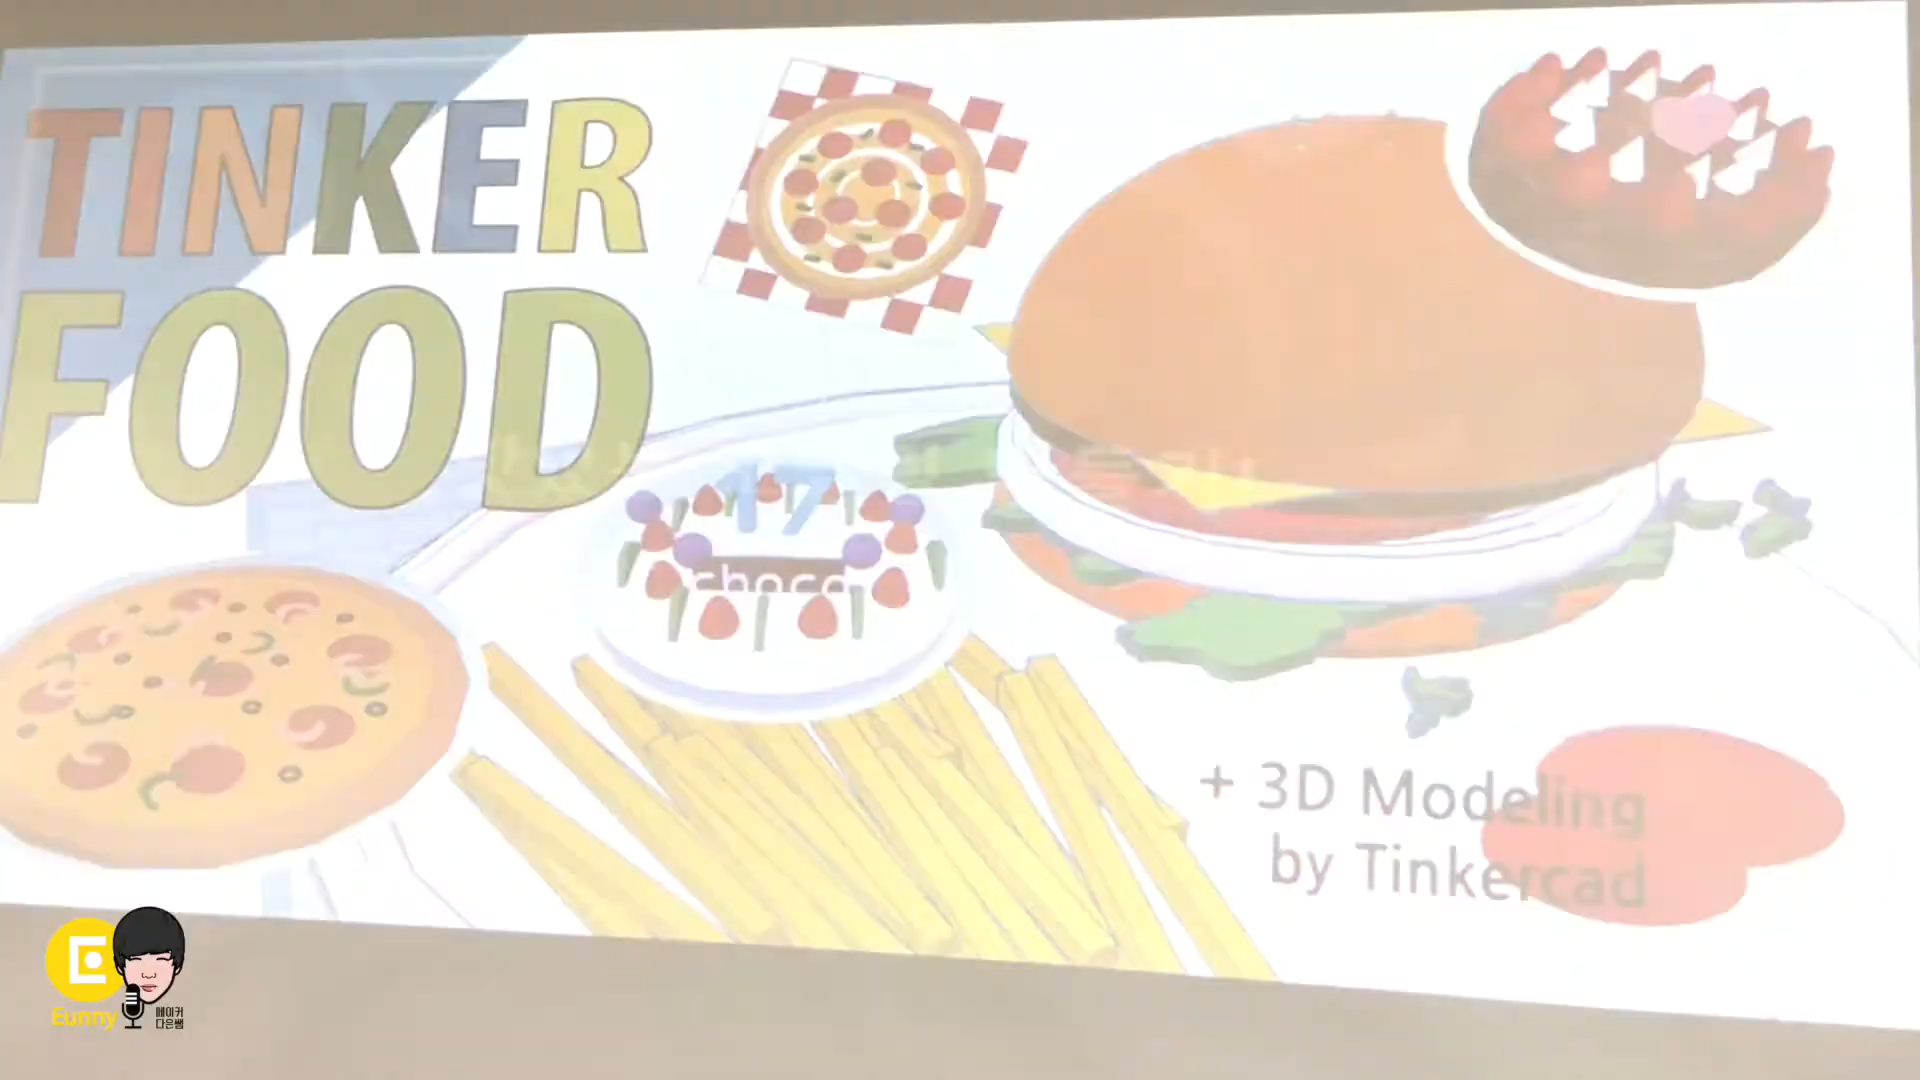 TINKER
FOOD
17
choco
+ 3D Modeling
by Tinkercad
Eunny
메이커
다은쌤